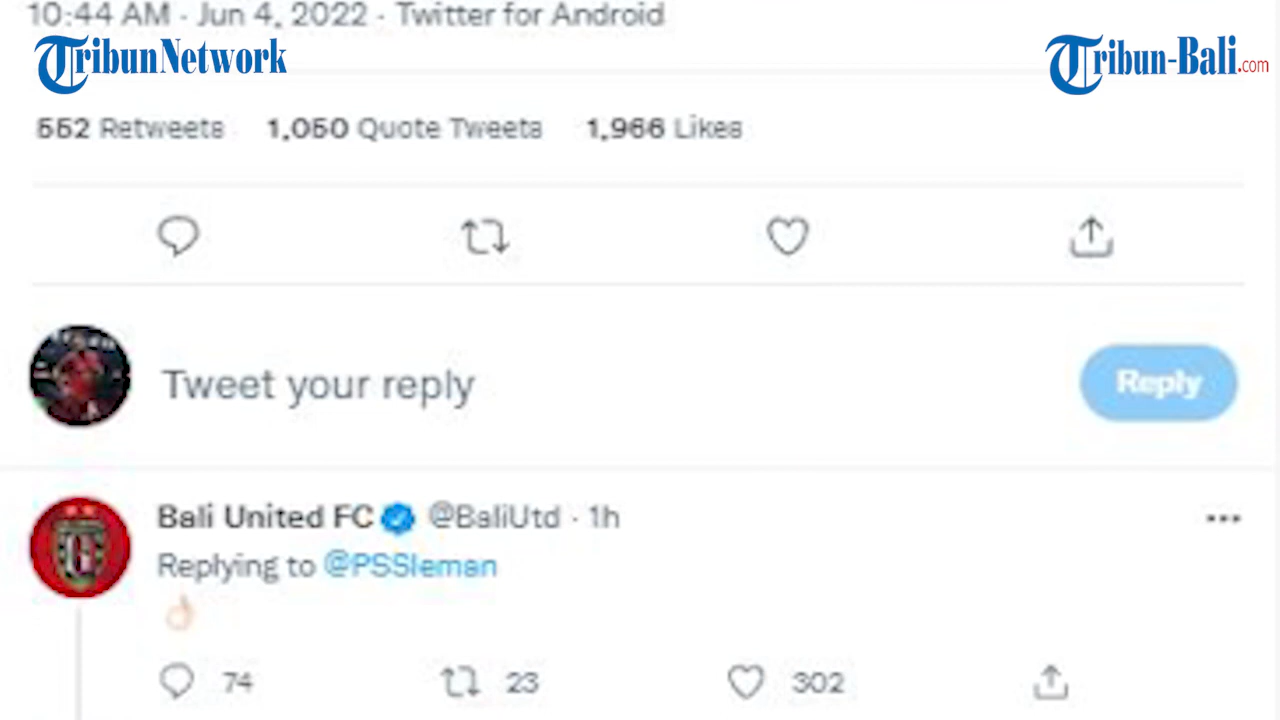 10:44 AM · Jun 4, 2022 · Twitter for Android
TribunNetwork
Tribun-Bali.com
552 Retweets 1,050 Quote Tweets 1,966 Likes
Tweet your reply
Reply
Bali United FC @BaliUtd · 1h
Replying to @PSSleman
👌🏻
74 23 302